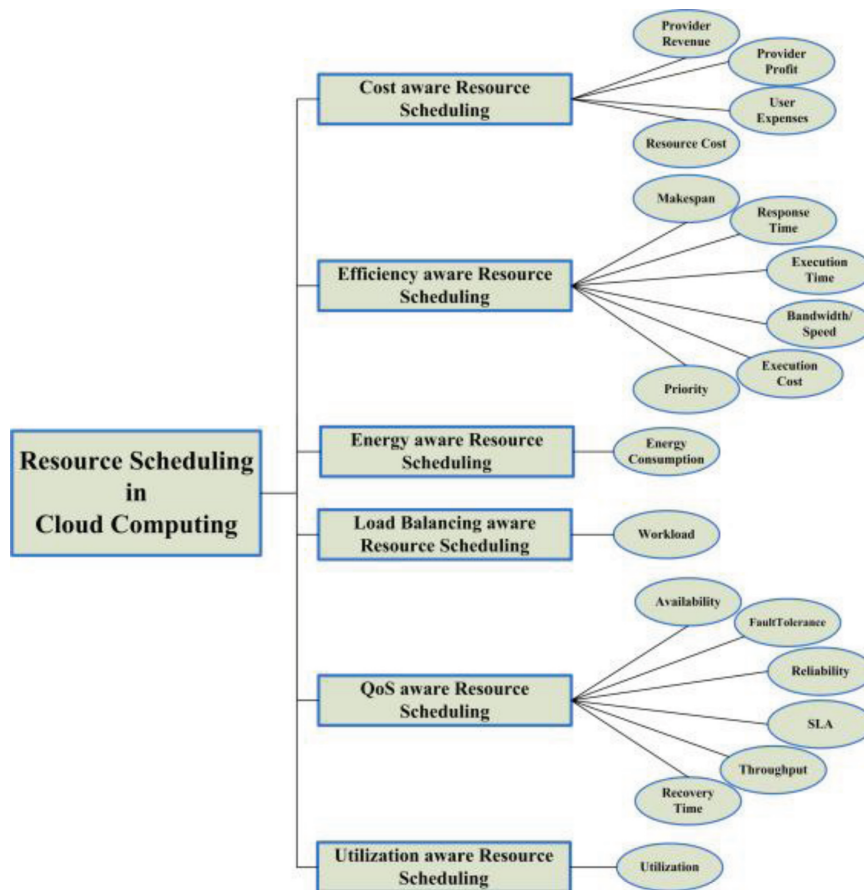 Provider
Revenue
Provider
Profit
Cost aware Resource
Scheduling
User
Expenses
Resource Cost
Makespan
Response
Time
Efficiency aware Resource
Scheduling
Execution
Time
Bandwidth/
Speed
Execution
Cost
Priority
Resource Scheduling
in
Cloud Computing
Energy aware Resource
Scheduling
Energy
Consumption
Load Balancing aware
Resource Scheduling
Workload
Availability
FaultTolerance
Reliability
QoS aware Resource
Scheduling
SLA
Throughput
Recovery
Time
Utilization aware Resource
Scheduling
Utilization